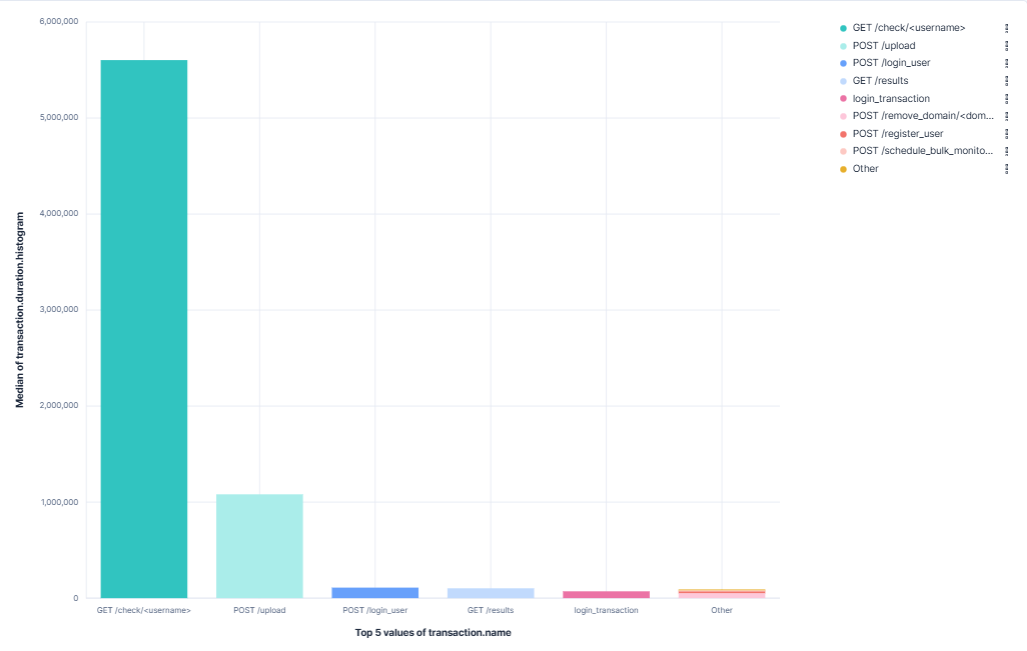 6,000,000
5,000,000
4,000,000
3,000,000
2,000,000
1,000,000
0
Median of transaction.duration.histogram
GET /check/<username>
POST /upload
POST /login_user
GET /results
login_transaction
Other
Top 5 values of transaction.name
GET /check/<username>
POST /upload
POST /login_user
GET /results
login_transaction
POST /remove_domain/<dom...
POST /register_user
POST /schedule_bulk_monito...
Other